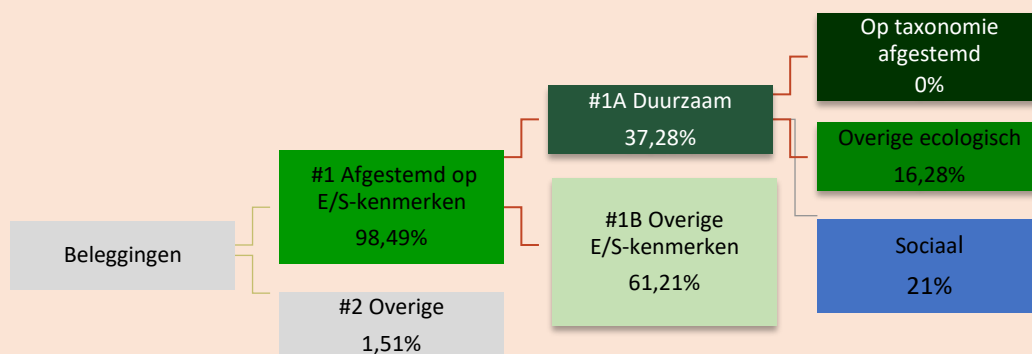 Beleggingen
#1 Afgestemd op
E/S-kenmerken
98,49%
#2 Overige
1,51%
#1A Duurzaam
37,28%
#1B Overige
E/S-kenmerken
61,21%
Op taxonomie
afgestemd
0%
Overige ecologisch
16,28%
Sociaal
21%